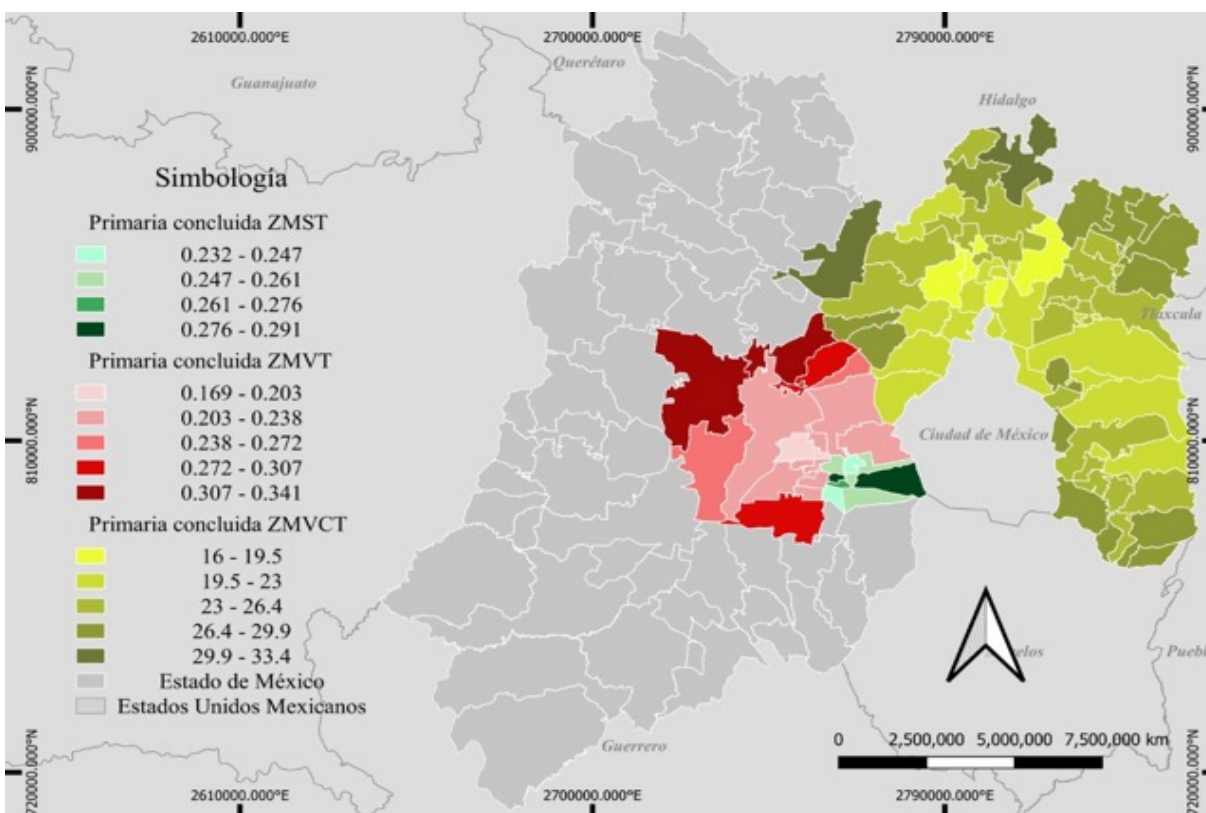 2610000.000°E
2700000.000°E
2790000.000°E
Querétaro
Guanajuato
Hidalgo
900000.000°N
900000.000°N
Simbología
Primaria concluida ZMST
0.232 - 0.247
0.247 - 0.261
0.261 - 0.276
0.276 - 0.291
Tlaxcala
Primaria concluida ZMVT
0.169 - 0.203
0.203 - 0.238
0.238 - 0.272
0.272 - 0.307
0.307 - 0.341
Ciudad de México
810000.000°N
810000.000°N
Primaria concluida ZMVCT
16 - 19.5
19.5 - 23
23 - 26.4
26.4 - 29.9
29.9 - 33.4
Estado de México
Estados Unidos Mexicanos
elos
Puebl
Guerrero
0 2,500,000 5,000,000 7,500,000 km
720000.000°N
720000.000°N
2610000.000°E
2700000.000°E
2790000.000°E